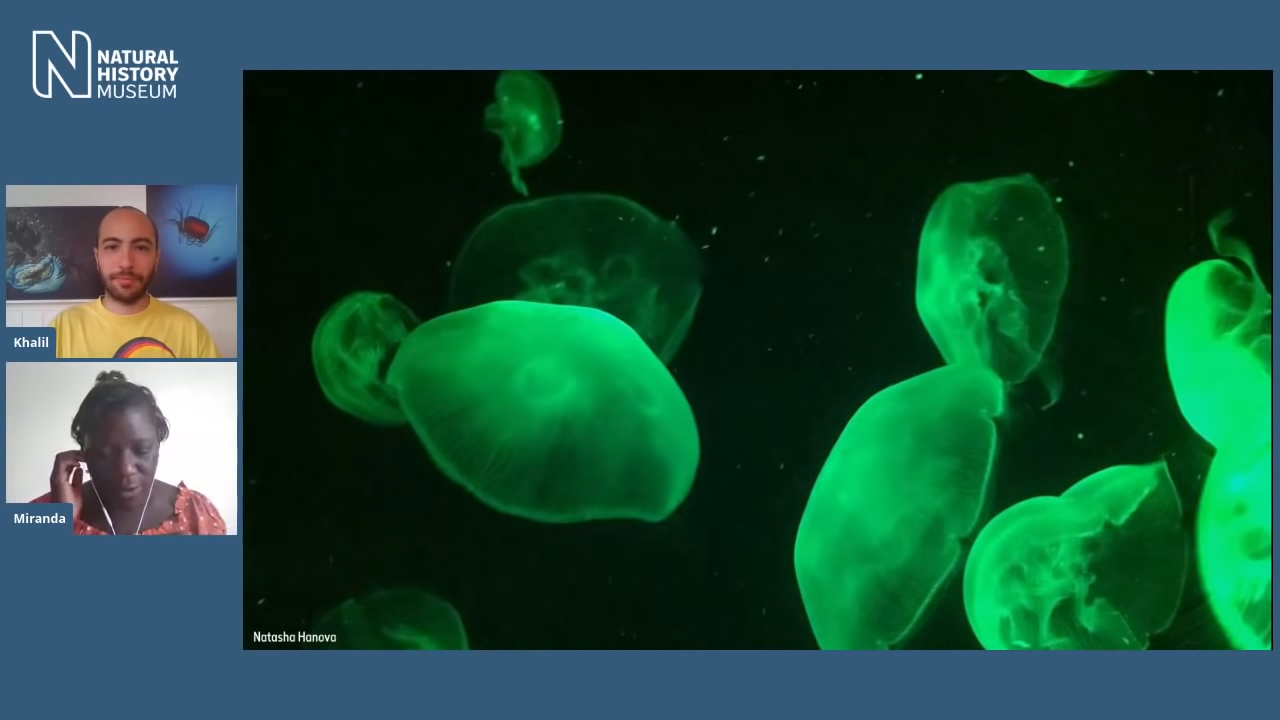 NATURAL
HISTORY
MUSEUM
Khalil
Miranda
Natasha Hanova